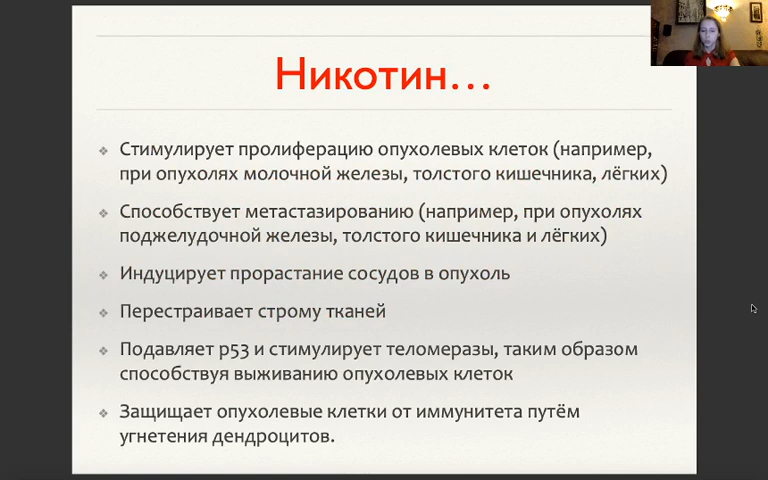 Никотин...
Стимулирует пролиферацию опухолевых клеток (например,
при опухолях молочной железы, толстого кишечника, лёгких)
Способствует метастазированию (например, при опухолях
поджелудочной железы, толстого кишечника и лёгких)
Индуцирует прорастание сосудов в опухоль
Перестраивает строму тканей
Подавляет p53 и стимулирует теломеразы, таким образом
способствуя выживанию опухолевых клеток
Защищает опухолевые клетки от иммунитета путём
угнетения дендроцитов.